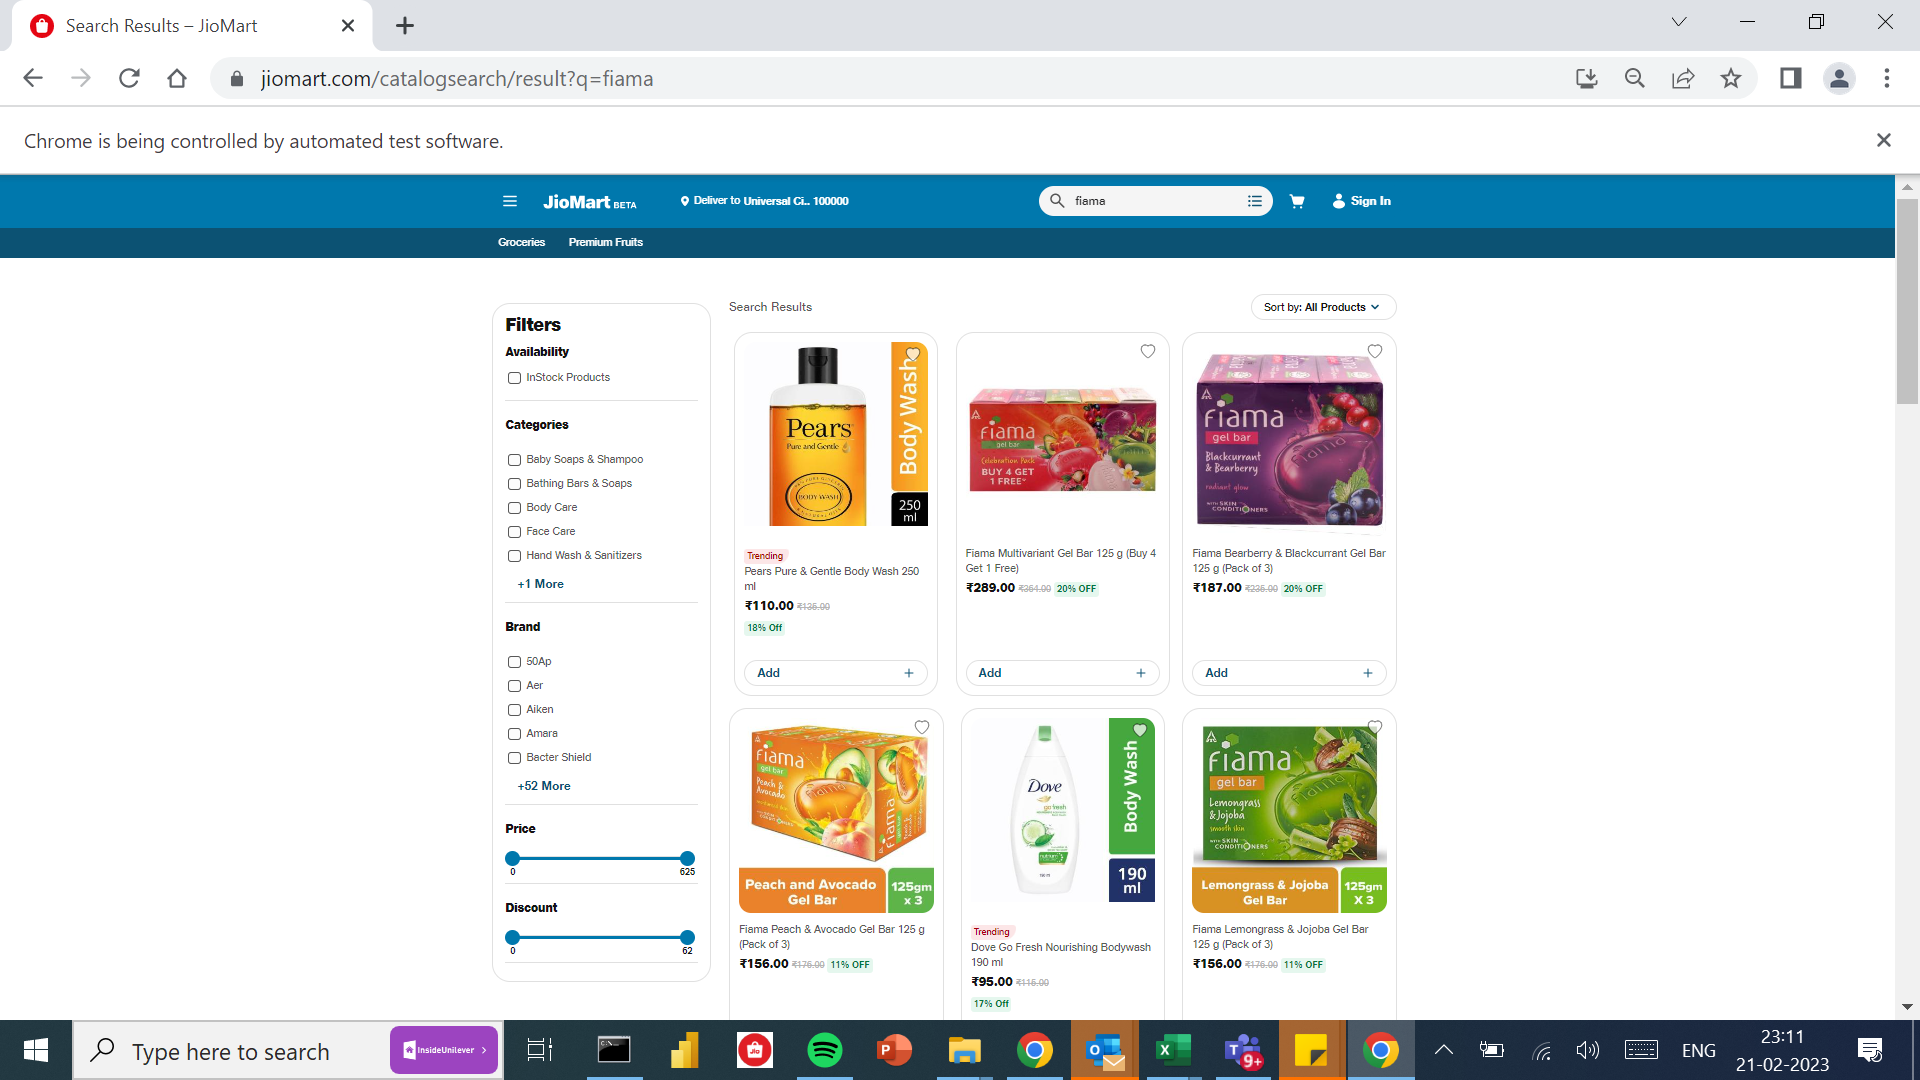 Search Results – JioMart
jiomart.com/catalogsearch/result?q=fiama
Chrome is being controlled by automated test software.
JioMart BETA
Deliver to Universal Ci.. 100000
fiama
Sign In
Groceries
Premium Fruits
Filters
Availability
InStock Products
Categories
Baby Soaps & Shampoo
Bathing Bars & Soaps
Body Care
Face Care
Hand Wash & Sanitizers
+1 More
Brand
50Ap
Aer
Aiken
Amara
Bacter Shield
+52 More
Price
0
625
Discount
0
62
Search Results
Sort by: All Products
Pears
Pure and Gentle
BODY WASH
Body Wash
250
ml
Trending
Pears Pure & Gentle Body Wash 250
ml
₹110.00 ₹135.00
18% Off
Add +
fiama
gel bar
Celebration Pack
BUY 4 GET
1 FREE*
Fiama Multivariant Gel Bar 125 g (Buy 4
Get 1 Free)
₹289.00 ₹364.00 20% OFF
Add +
fiama
gel bar
Blackcurrant
& Bearberry
radiant glow
WITH SKIN
CONDITIONERS
Fiama Bearberry & Blackcurrant Gel Bar
125 g (Pack of 3)
₹187.00 ₹235.00 20% OFF
Add +
fiama
gel bar
Peach &
Avocado
fiama
Peach and Avocado
Gel Bar
125gm
x 3
Fiama Peach & Avocado Gel Bar 125 g
(Pack of 3)
₹156.00 ₹176.00 11% OFF
Dove
go fresh
Body Wash
190
ml
Trending
Dove Go Fresh Nourishing Bodywash
190 ml
₹95.00 ₹115.00
17% Off
fiama
gel bar
Lemongrass
& Jojoba
smooth skin
WITH SKIN
CONDITIONERS
Lemongrass & Jojoba
Gel Bar
125gm
X 3
Fiama Lemongrass & Jojoba Gel Bar
125 g (Pack of 3)
₹156.00 ₹176.00 11% OFF
Type here to search
InsideUnilever
Jio
9+
ENG
23:11
21-02-2023